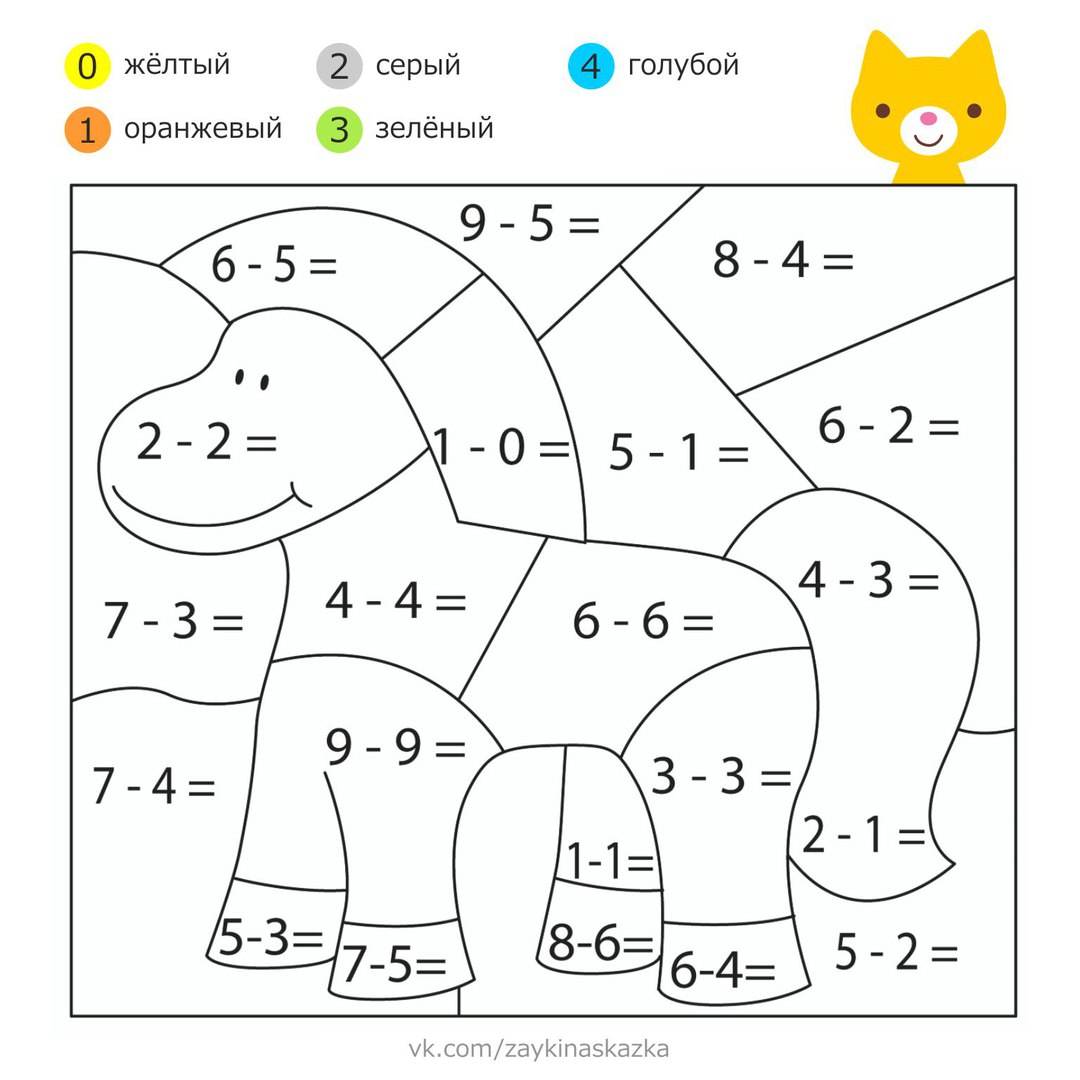 0 жёлтый 2 серый 4 голубой
1 оранжевый 3 зелёный
9 - 5 =
6 - 5 =
8 - 4 =
2 - 2 =
1 - 0 =
5 - 1 =
6 - 2 =
7 - 3 =
4 - 4 =
6 - 6 =
4 - 3 =
7 - 4 =
9 - 9 =
3 - 3 =
1-1=
2 - 1 =
5-3=
7-5=
8-6=
6-4=
5 - 2 =
vk.com/zaykinaskazka